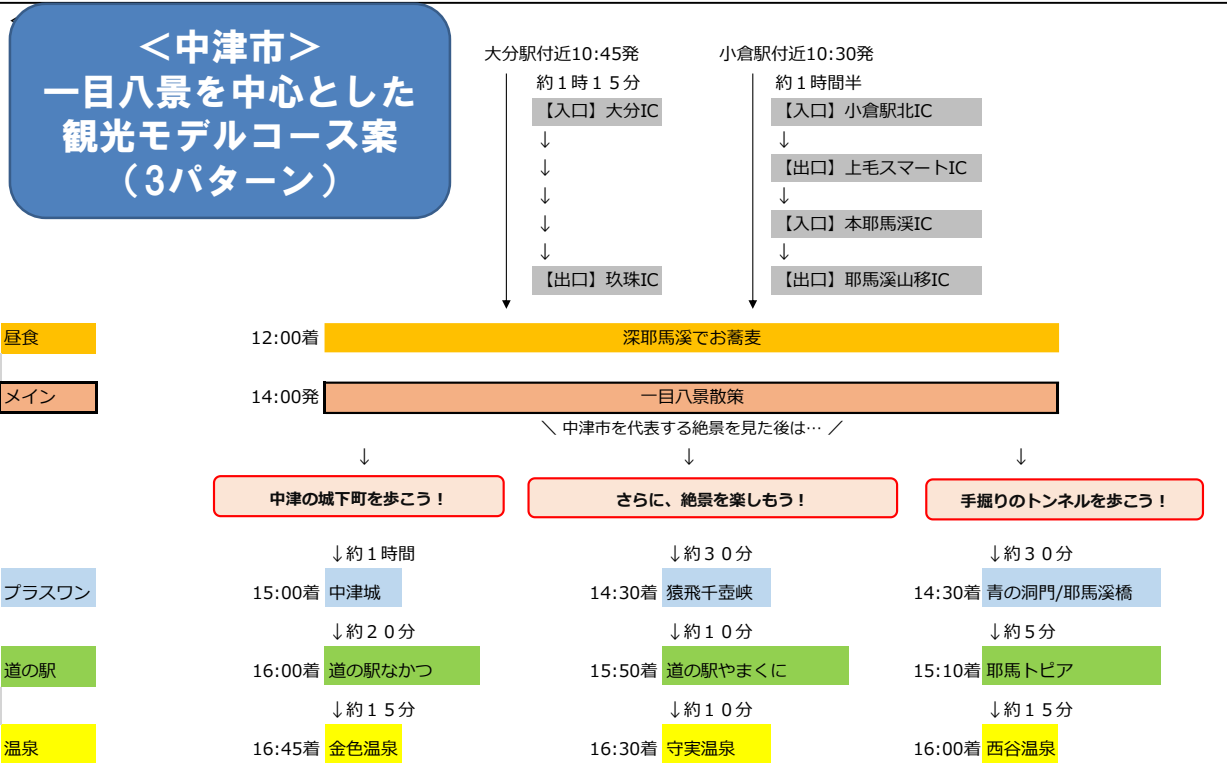 ＜中津市＞
一目八景を中心とした
観光モデルコース案
（3パターン）
大分駅付近10:45発 小倉駅付近10:30発
約１時１５分 約１時間半
【入口】大分IC 【入口】小倉駅北IC
↓ ↓
↓ 【出口】上毛スマートIC
↓ ↓
↓ 【入口】本耶馬渓IC
↓ ↓
【出口】玖珠IC 【出口】耶馬溪山移IC
昼食 12:00着 深耶馬溪でお蕎麦
メイン 14:00発 一目八景散策
＼ 中津市を代表する絶景を見た後は… ／
↓ ↓ ↓
中津の城下町を歩こう！ さらに、絶景を楽しもう！ 手掘りのトンネルを歩こう！
↓約１時間 ↓約３０分 ↓約３０分
プラスワン 15:00着 中津城 14:30着 猿飛千壺峡 14:30着 青の洞門/耶馬溪橋
↓約２０分 ↓約１０分 ↓約５分
道の駅 16:00着 道の駅なかつ 15:50着 道の駅やまくに 15:10着 耶馬トピア
↓約１５分 ↓約１０分 ↓約１５分
温泉 16:45着 金色温泉 16:30着 守実温泉 16:00着 西谷温泉